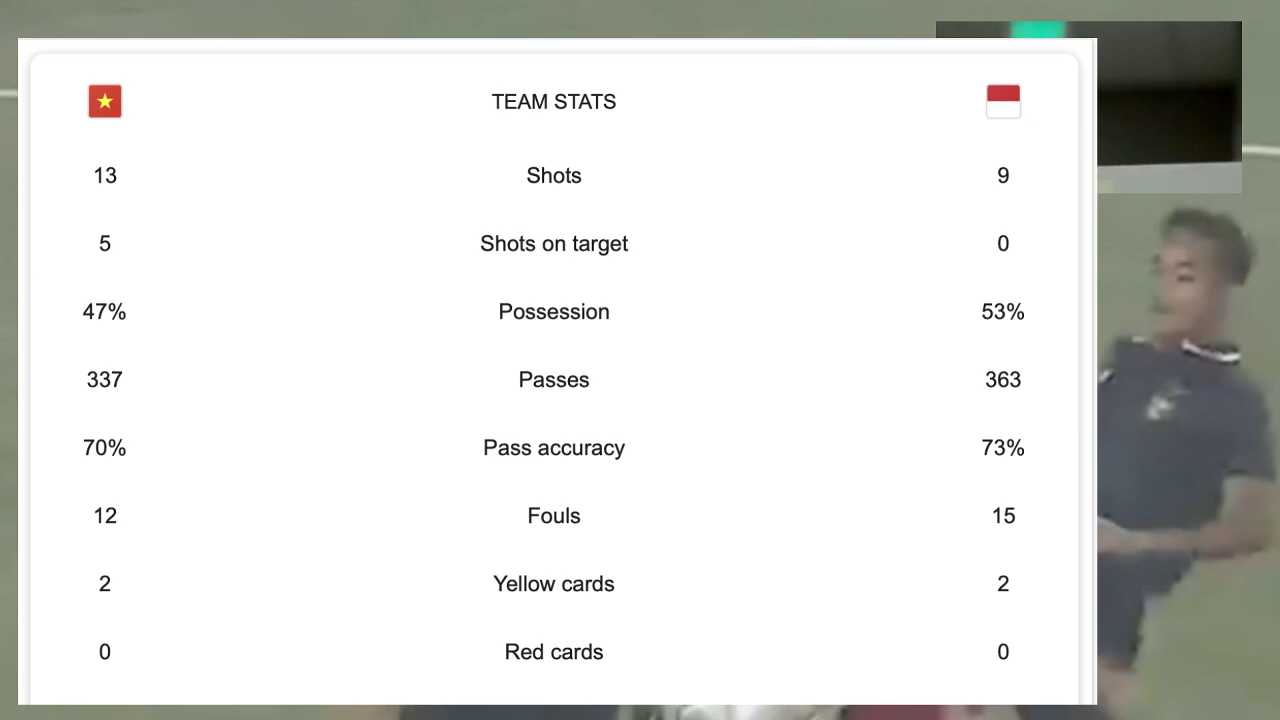 TEAM STATS
13 Shots 9
5 Shots on target 0
47% Possession 53%
337 Passes 363
70% Pass accuracy 73%
12 Fouls 15
2 Yellow cards 2
0 Red cards 0